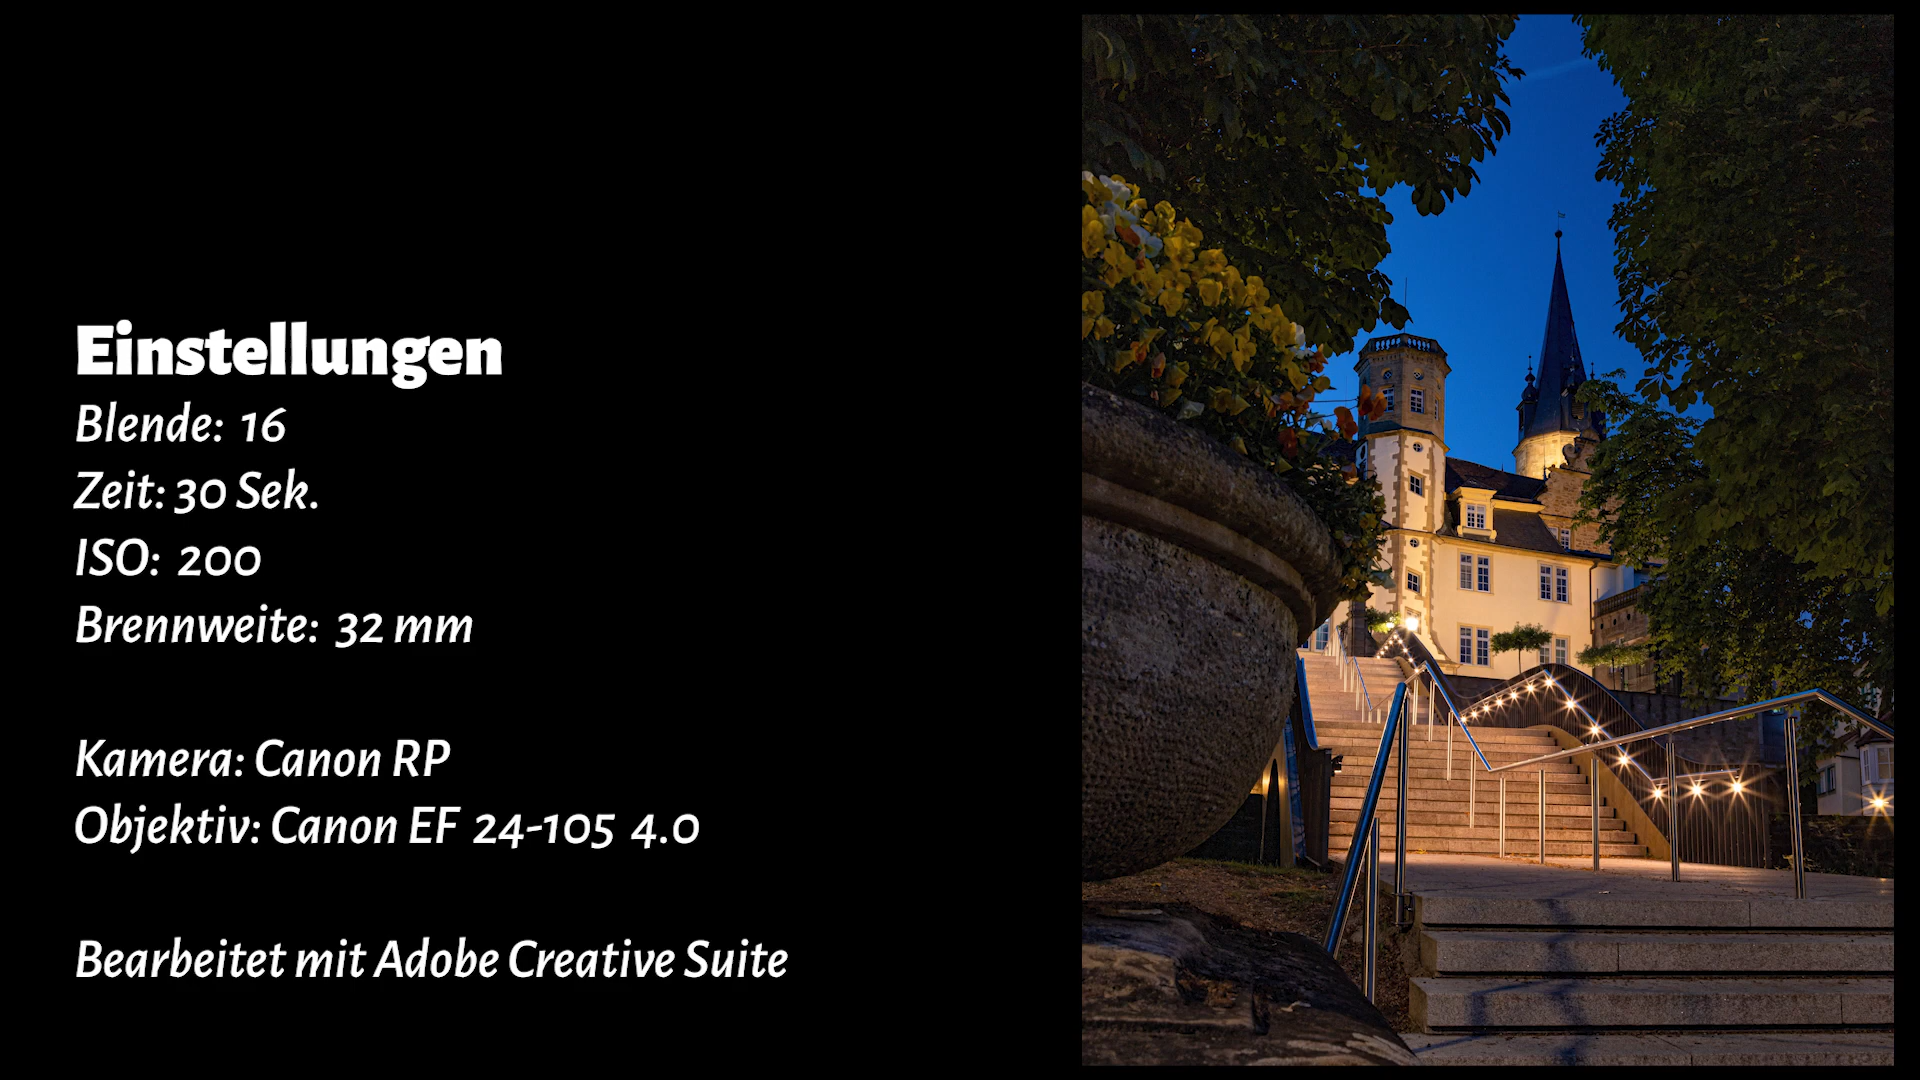 Einstellungen
Blende: 16
Zeit: 30 Sek.
ISO: 200
Brennweite: 32 mm
Kamera: Canon RP
Objektiv: Canon EF 24-105 4.0
Bearbeitet mit Adobe Creative Suite